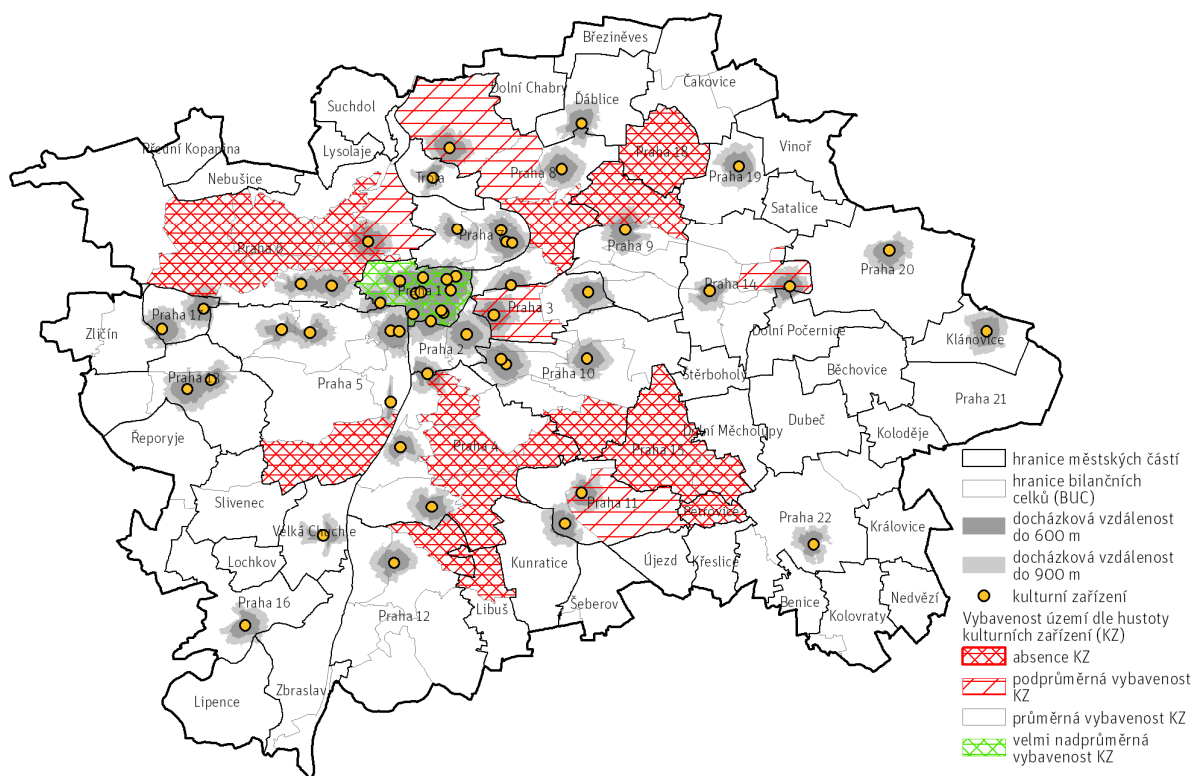 Březiněves
Dolní Chabry
Čakovice
Suchdol
Ďáblice
Přední Kopanina
Lysolaje
Vinoř
Praha 18
Nebušice
Troja
Praha 8
Praha 19
Satalice
Praha 6
Praha 7
Praha 9
Praha 20
Praha 1
Praha 14
Praha 3
Praha 17
Zličín
Dolní Počernice
Klánovice
Praha 2
Praha 13
Praha 5
Praha 10
Štěrboholy
Běchovice
Praha 21
Dubeč
Řeporyje
Praha 4
Dolní Měcholupy
Koloděje
Praha 15
Slivenec
Praha 11
Petrovice
Velká Chuchle
Praha 22
Královice
Lochkov
Kunratice
Újezd
Křeslice
Praha 16
Praha 12
Libuš
Šeberov
Benice
Nedvězí
Kolovraty
Lipence
Zbraslav
hranice městských částí
hranice bilančních
celků (BUC)
docházková vzdálenost
do 600 m
docházková vzdálenost
do 900 m
kulturní zařízení
Vybavenost území dle hustoty
kulturních zařízení (KZ)
absence KZ
podprůměrná vybavenost
KZ
průměrná vybavenost KZ
velmi nadprůměrná
vybavenost KZ